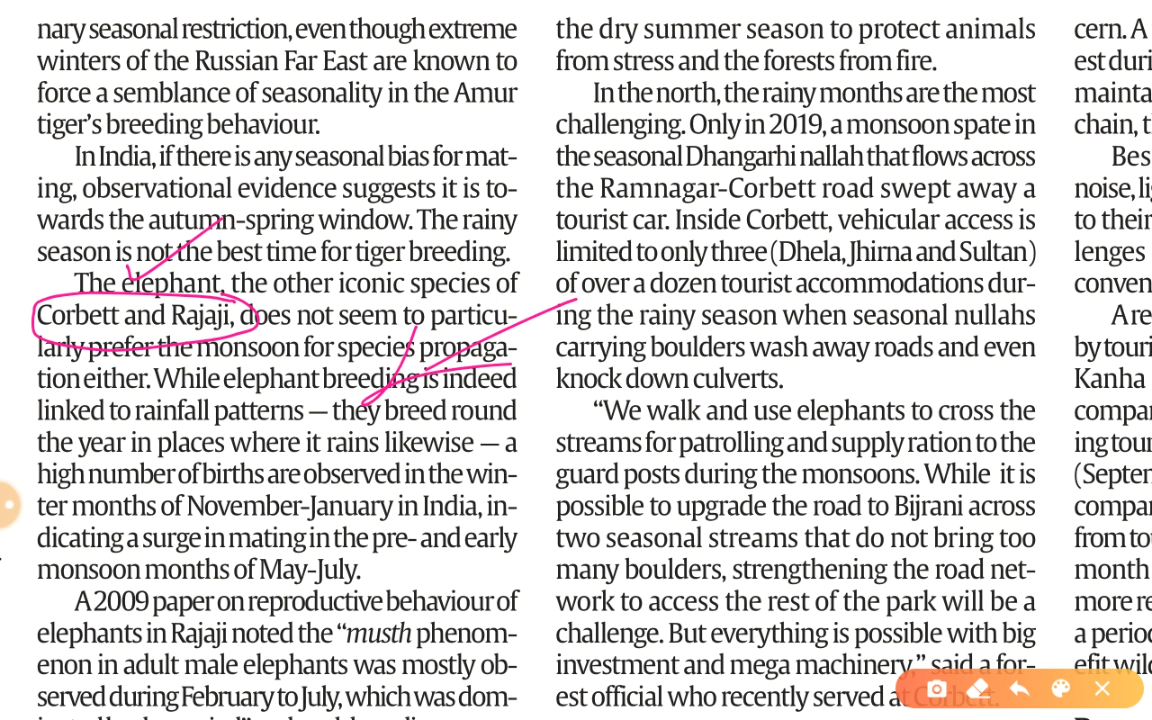 nary seasonal restriction, even though extreme
winters of the Russian Far East are known to
force a semblance of seasonality in the Amur
tiger's breeding behaviour.
In India, if there is any seasonal bias for mat-
ing, observational evidence suggests it is to-
wards the autumn-spring window. The rainy
season is not the best time for tiger breeding.
The elephant, the other iconic species of
Corbett and Rajaji, does not seem to particu-
larly prefer the monsoon for species propaga-
tion either. While elephant breeding is indeed
linked to rainfall patterns — they breed round
the year in places where it rains likewise — a
high number of births are observed in the win-
ter months of November-January in India, in-
dicating a surge in mating in the pre- and early
monsoon months of May-July.
A 2009 paper on reproductive behaviour of
elephants in Rajaji noted the “musth phenom-
enon in adult male elephants was mostly ob-
served during February to July, which was dom-
the dry summer season to protect animals
from stress and the forests from fire.
In the north, the rainy months are the most
challenging. Only in 2019, a monsoon spate in
the seasonal Dhangarhi nallah that flows across
the Ramnagar-Corbett road swept away a
tourist car. Inside Corbett, vehicular access is
limited to only three (Dhela, Jhirna and Sultan)
of over a dozen tourist accommodations dur-
ing the rainy season when seasonal nullahs
carrying boulders wash away roads and even
knock down culverts.
“We walk and use elephants to cross the
streams for patrolling and supply ration to the
guard posts during the monsoons. While it is
possible to upgrade the road to Bijrani across
two seasonal streams that do not bring too
many boulders, strengthening the road net-
work to access the rest of the park will be a
challenge. But everything is possible with big
investment and mega machinery,” said a for-
est official who recently served at Corbett.
cern. A
est duri
mainta
chain, t
Bes
noise, li
to their
lenges
conven
A re
by touri
Kanha
compar
ing tour
(Septen
compar
from to
month
more re
a perio
efit wil